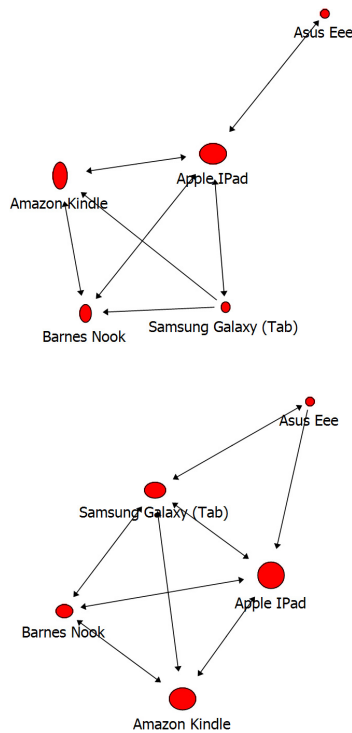 Asus Eee
Apple IPad
Amazon Kindle
Samsung Galaxy (Tab)
Barnes Nook
Asus Eee
Samsung Galaxy (Tab)
Apple IPad
Barnes Nook
Amazon Kindle